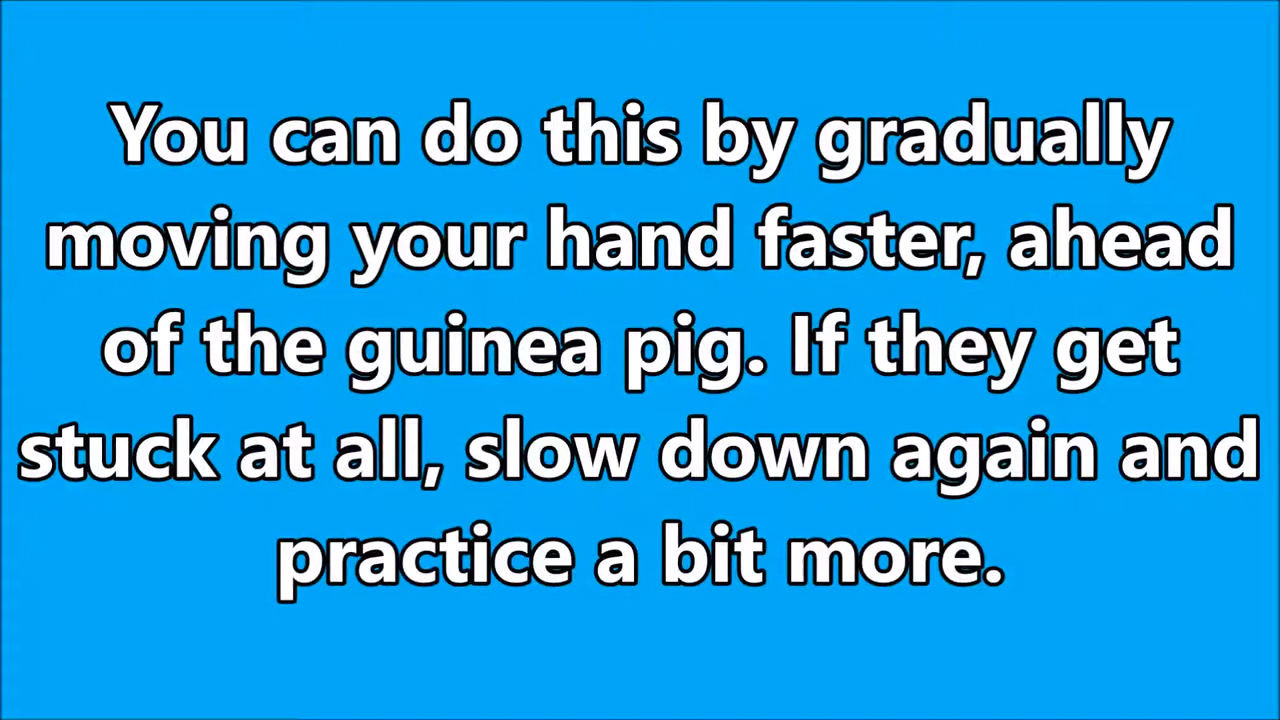 You can do this by gradually
moving your hand faster, ahead
of the guinea pig. If they get
stuck at all, slow down again and
practice a bit more.